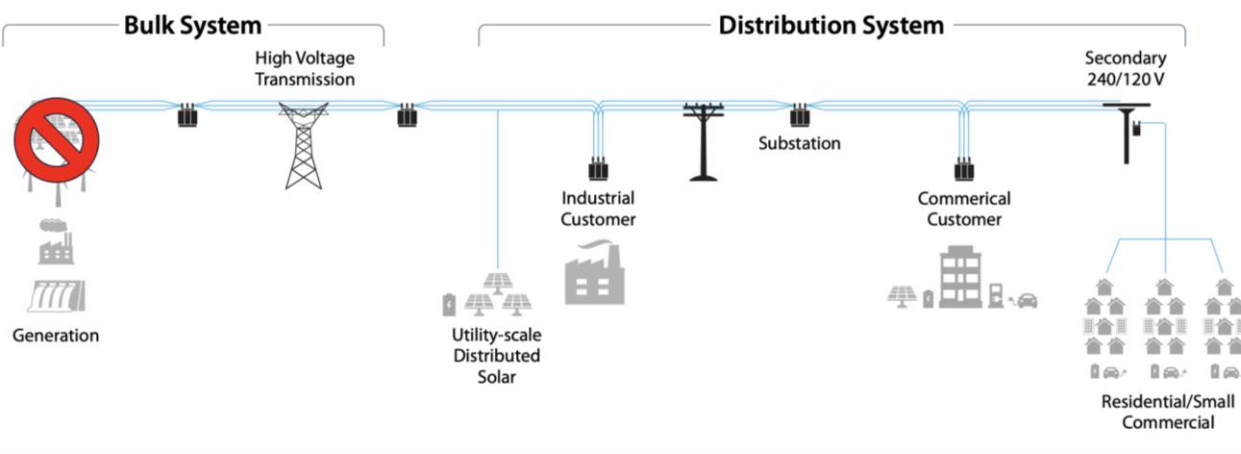 Bulk System
Distribution System
High Voltage
Transmission
Secondary
240/120 V
Substation
Industrial
Customer
Commerical
Customer
Generation
Utility-scale
Distributed
Solar
Residential/Small
Commercial